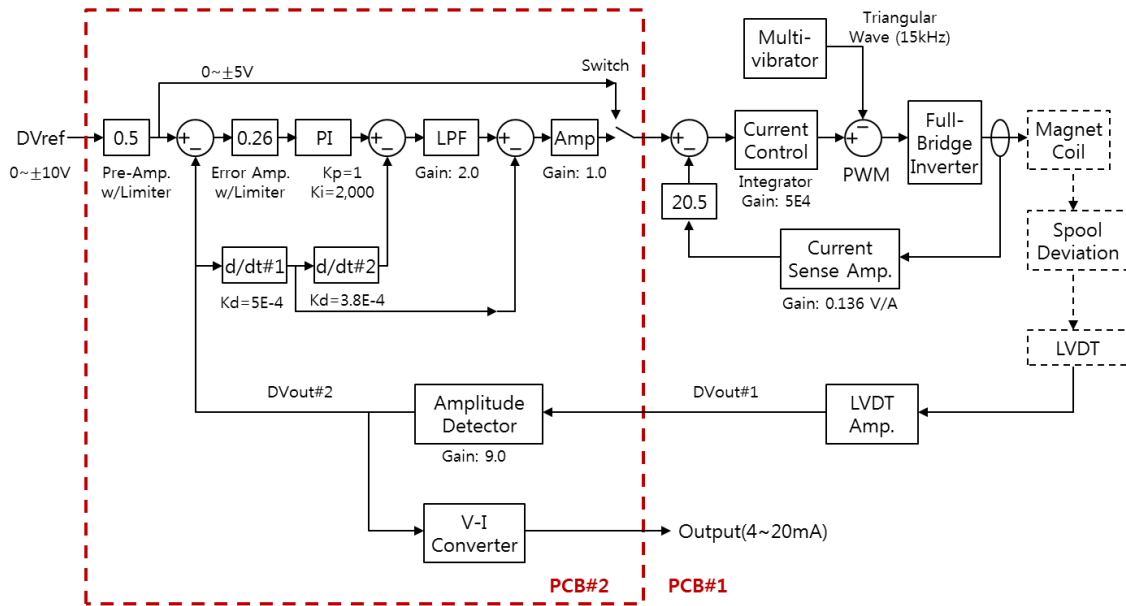 Triangular
Wave (15kHz)
Multi-
vibrator
0~±5V
Switch
DVref
0~±10V
0.5
Pre-Amp.
w/Limiter
+
−
0.26
Error Amp.
w/Limiter
PI
Kp=1
Ki=2,000
+
−
LPF
Gain: 2.0
+
−
Amp
Gain: 1.0
+
−
Current
Control
Integrator
Gain: 5E4
−
+
PWM
Full-
Bridge
Inverter
Magnet
Coil
20.5
Current
Sense Amp.
Gain: 0.136 V/A
Spool
Deviation
LVDT
d/dt#1
Kd=5E-4
d/dt#2
Kd=3.8E-4
DVout#2
Amplitude
Detector
Gain: 9.0
DVout#1
LVDT
Amp.
V-I
Converter
Output(4~20mA)
PCB#2
PCB#1